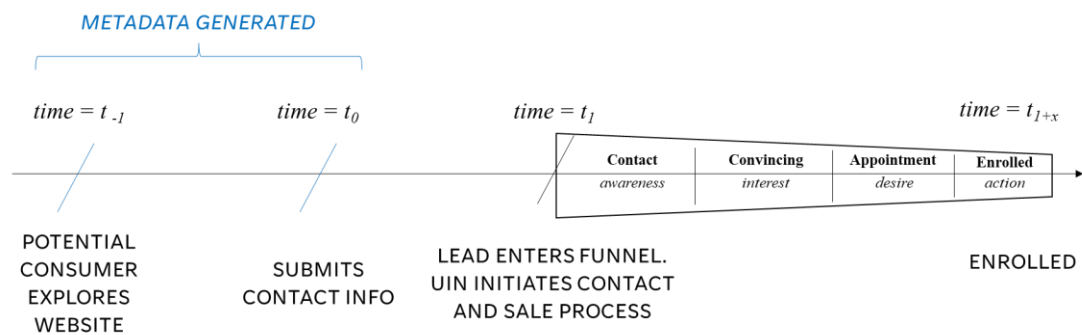 METADATA GENERATED
time = t -1
time = t0
time = t1
time = t1+x
Contact
awareness
Convincing
interest
Appointment
desire
Enrolled
action
POTENTIAL
CONSUMER
EXPLORES
WEBSITE
SUBMITS
CONTACT INFO
LEAD ENTERS FUNNEL.
UIN INITIATES CONTACT
AND SALE PROCESS
ENROLLED